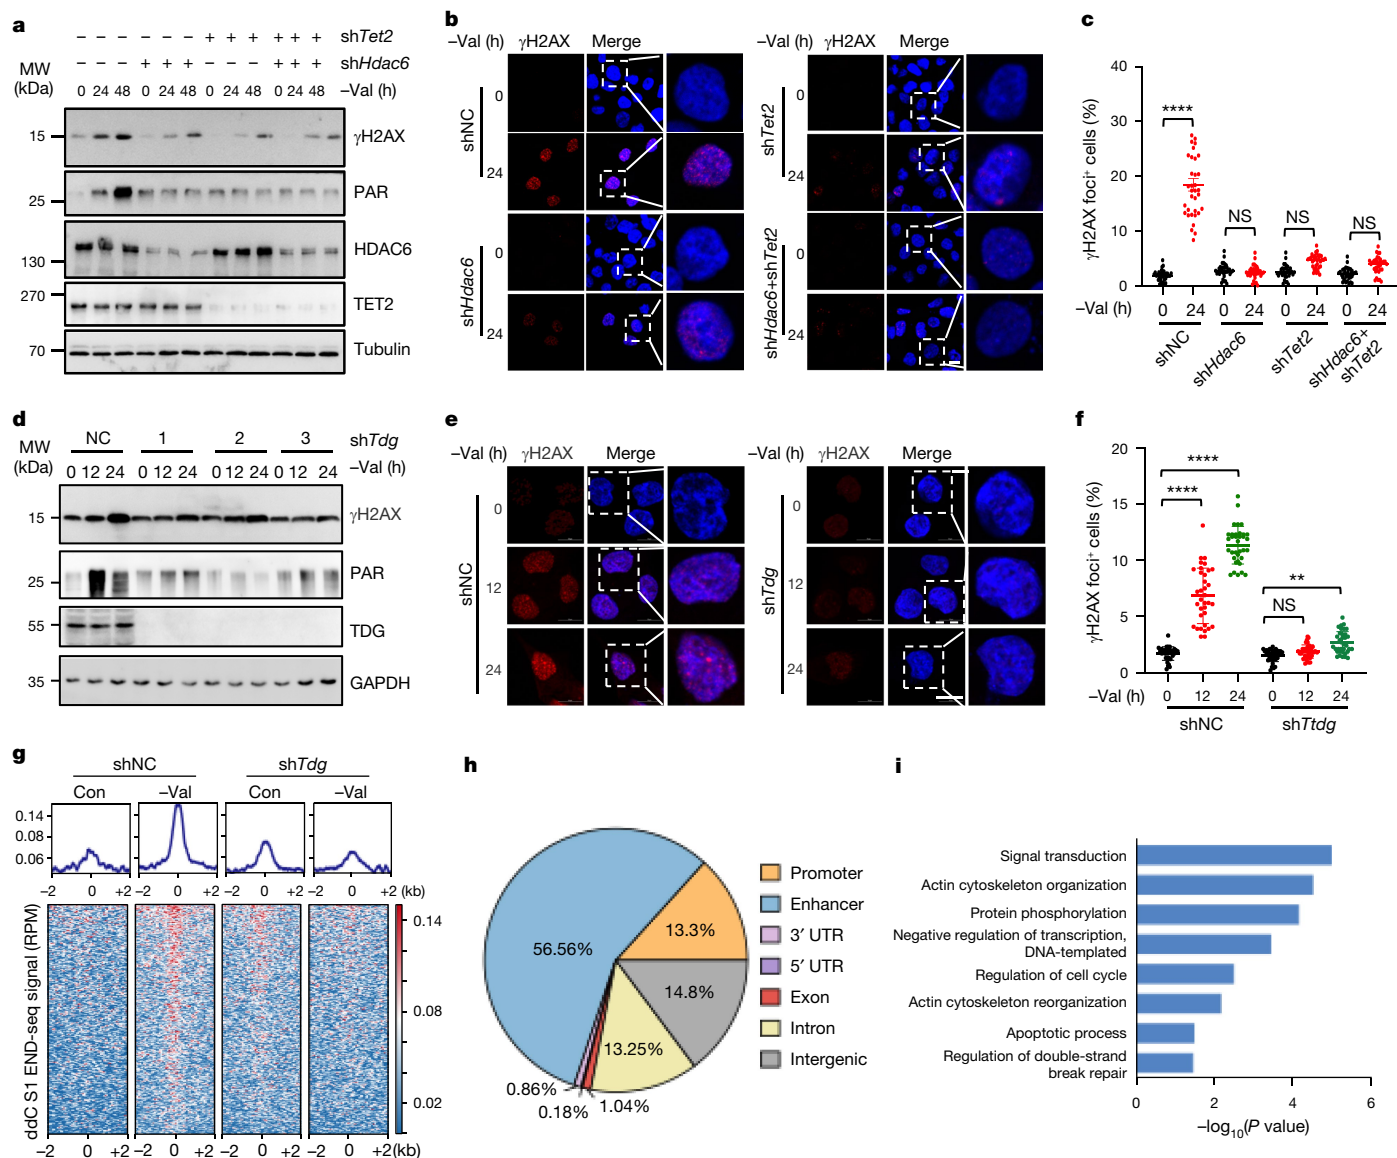 a
– – – – – – + + + + + + shTet2
– – – + + + – – – + + + shHdac6
MW
(kDa)
0 24 48 0 24 48 0 24 48 0 24 48 –Val (h)
15 γH2AX
25 PAR
130 HDAC6
270 TET2
70 Tubulin
b
–Val (h) γH2AX Merge
shNC
0
24
shHdac6
0
24
–Val (h) γH2AX Merge
shTet2
0
24
shHdac6+shTet2
0
24
c
γH2AX foci+ cells (%)
40
30
20
10
0
****
NS
NS
NS
–Val (h) 0 24 0 24 0 24 0 24
shNC
shHdac6
shTet2
shHdac6+
shTet2
d
NC 1 2 3 shTdg
MW
(kDa)
0 12 24 0 12 24 0 12 24 0 12 24 –Val (h)
15 γH2AX
25 PAR
55 TDG
35 GAPDH
e
–Val (h) γH2AX Merge
shNC
0
12
24
–Val (h) γH2AX Merge
shTdg
0
12
24
f
γH2AX foci+ cells (%)
20
15
10
5
0
****
****
**
NS
–Val (h) 0 12 24 0 12 24
shNC shTtdg
g
shNC shTdg
Con –Val Con –Val
0.14
0.10
0.06
–2 0 +2 –2 0 +2 –2 0 +2 (kb)
ddC S1 END-seq signal (RPM)
0.14
0.08
0.02
–2 0 +2 –2 0 +2 –2 0 +2 –2 0 +2(kb)
h
56.56%
13.3%
14.8%
13.25%
0.86%
0.18%
1.04%
Promoter
Enhancer
3′ UTR
5′ UTR
Exon
Intron
Intergenic
i
Signal transduction
Actin cytoskeleton organization
Protein phosphorylation
Negative regulation of transcription,
DNA-templated
Regulation of cell cycle
Actin cytoskeleton reorganization
Apoptotic process
Regulation of double-strand
break repair
0 2 4 6
–log10(P value)